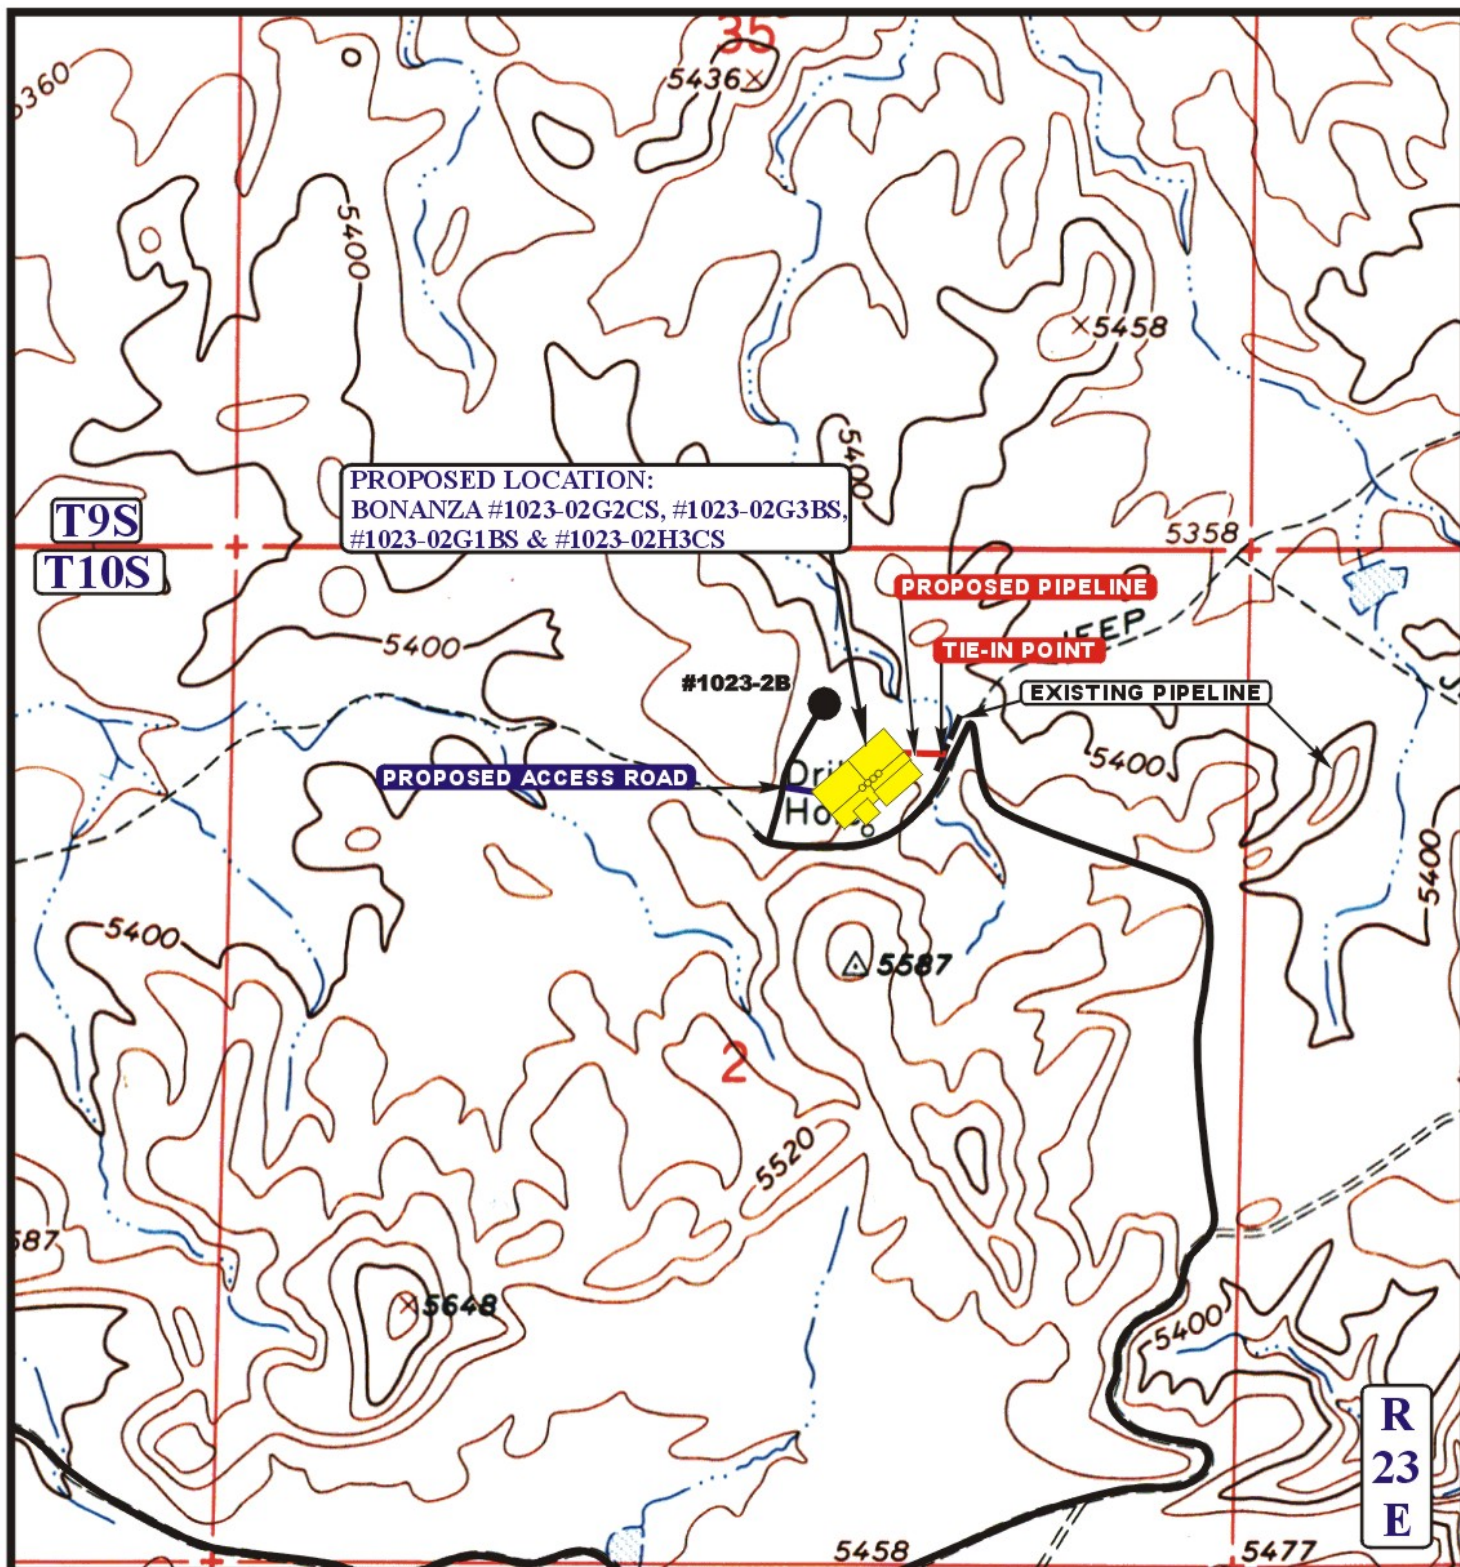 35
5360
5436
5400
5458
5400
PROPOSED LOCATION:
BONANZA #1023-02G2CS, #1023-02G3BS,
#1023-02G1BS & #1023-02H3CS
T9S
T10S
5358
PROPOSED PIPELINE
JEEP
TIE-IN POINT
5400
#1023-2B
EXISTING PIPELINE
5400
PROPOSED ACCESS ROAD
5400
5400
5587
2
5520
587
5648
5400
R
23
E
5458
5477